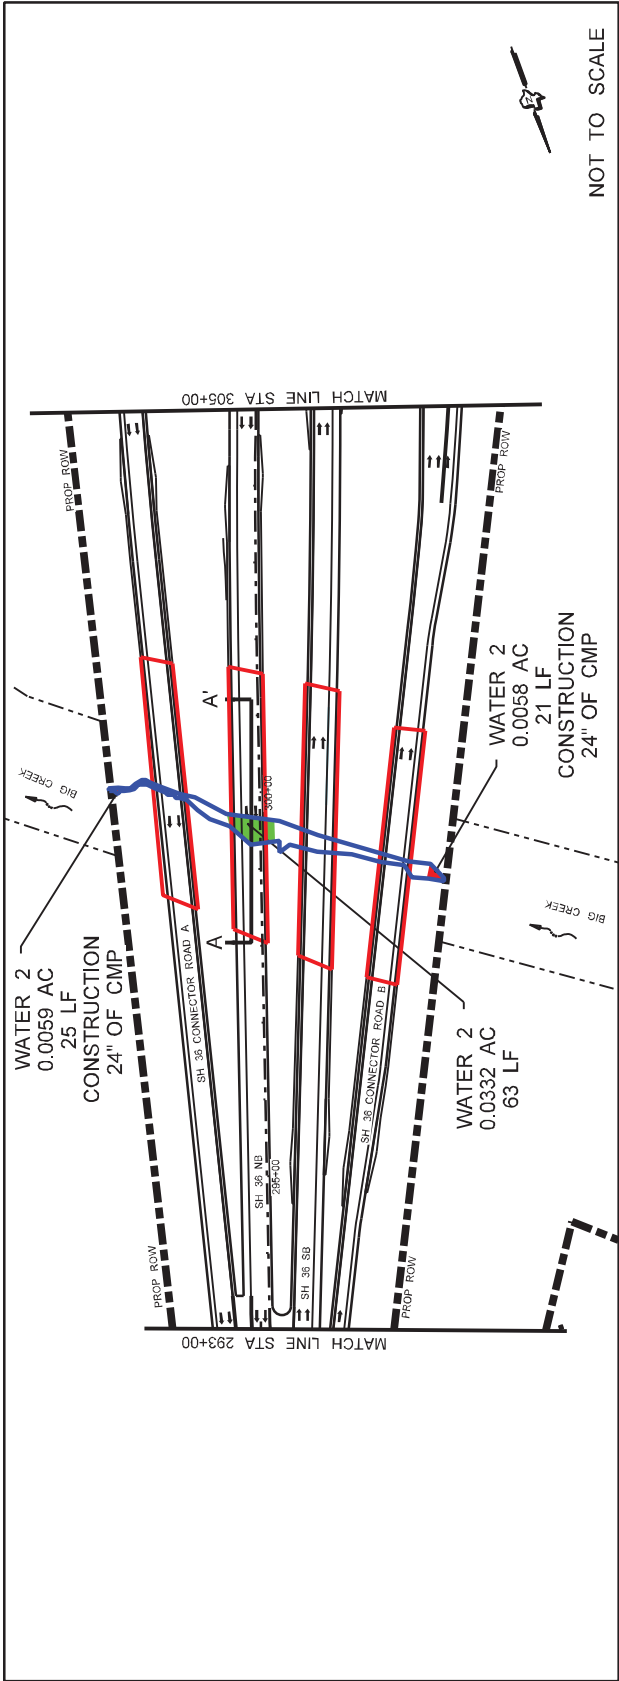 NOT TO SCALE
N
MATCH LINE STA 305+00
PROP ROW
PROP ROW
BIG CREEK
A'
300+00
WATER 2
0.0058 AC
21 LF
CONSTRUCTION
24" OF CMP
A
BIG CREEK
WATER 2
0.0059 AC
25 LF
CONSTRUCTION
24" OF CMP
SH 36 CONNECTOR ROAD A
SH 36 CONNECTOR ROAD B
WATER 2
0.0332 AC
63 LF
SH 36 NB
295+00
SH 36 SB
PROP ROW
PROP ROW
MATCH LINE STA 293+00